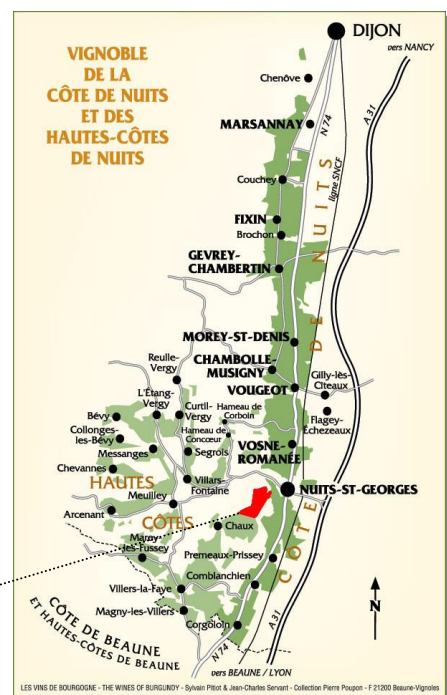 VIGNOBLE
DE LA
CÔTE DE NUITS
ET DES
HAUTES-CÔTES
DE NUITS
DIJON
vers NANCY
Chenôve
A 31
N 74
MARSANNAY
ligne SNCF
Couchey
FIXIN
Brochon
GEVREY-
CHAMBERTIN
MOREY-ST-DENIS
CHAMBOLLE-
MUSIGNY
Reulle-
Vergy
Gilly-lès-
Cîteaux
VOUGEOT
L'Étang-
Vergy
Curtil-
Vergy
Hameau de
Corboin
Bévy
Flagey-
Échezeaux
Collonges-
lès-Bévy
Hameau de
Concœur
Messanges
Segrois
VOSNE-
ROMANÉE
Chevannes
HAUTES
Villars-
Fontaine
Meuilley
NUITS-ST-GEORGES
Arcenant
CÔTES
Chaux
CÔTE DE NUITS
Marey-
lès-Fussey
Premeaux-Prissey
Comblanchien
Villers-la-Faye
CÔTE DE BEAUNE
ET HAUTES-CÔTES DE BEAUNE
Magny-les-Villers
Corgoloin
N
N 74
A 31
vers BEAUNE / LYON
LES VINS DE BOURGOGNE - THE WINES OF BURGUNDY - Sylvain Pitiot & Jean-Charles Servant - Collection Pierre Poupon - F 21200 Beaune-Vignoles